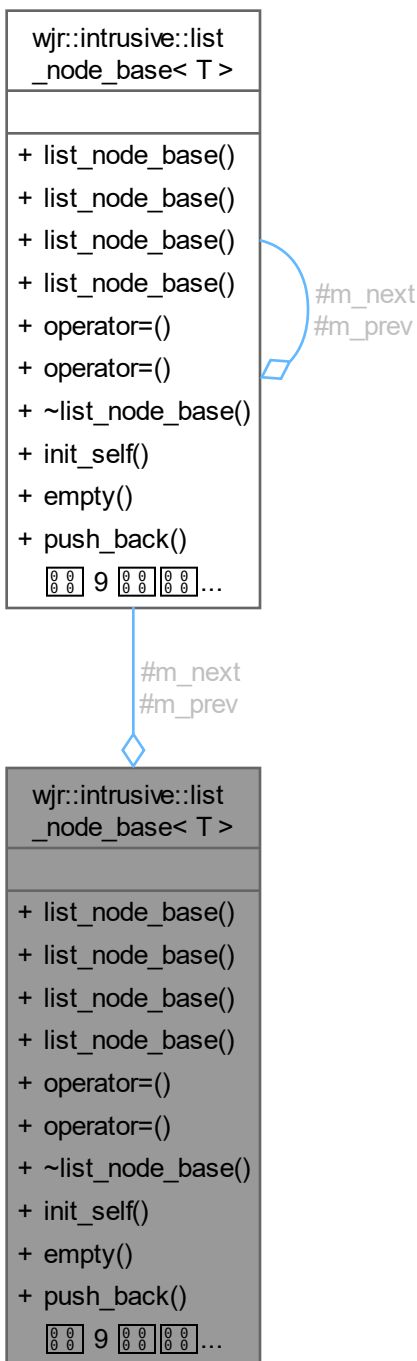 wjr::intrusive::list
_node_base< T >
+ list_node_base()
+ list_node_base()
+ list_node_base()
+ list_node_base()
+ operator=()
+ operator=()
+ ~list_node_base()
+ init_self()
+ empty()
+ push_back()
9 ...
#m_next
#m_prev
#m_next
#m_prev
wjr::intrusive::list
_node_base< T >
+ list_node_base()
+ list_node_base()
+ list_node_base()
+ list_node_base()
+ operator=()
+ operator=()
+ ~list_node_base()
+ init_self()
+ empty()
+ push_back()
9 ...